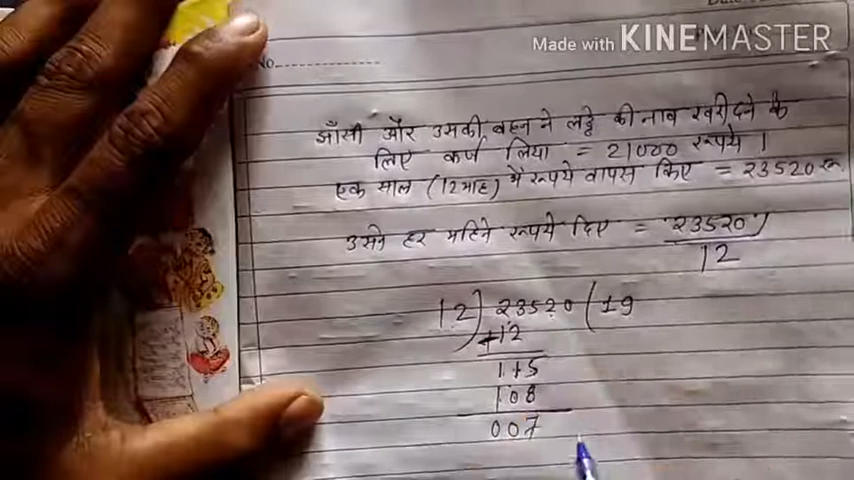 Made with KINEMASTER
No.
झाँसी और उसकी बहन ने लट्ठे की नाव खरीदने के
लिए कर्ज लिया = 21000 रूपये ।
एक साल (12 माह) में रूपये वापस किए = 23520 रू.
उसने हर महिने रूपये दिए = 23520 /
12
12) 23520 (19
-12
115
108
007